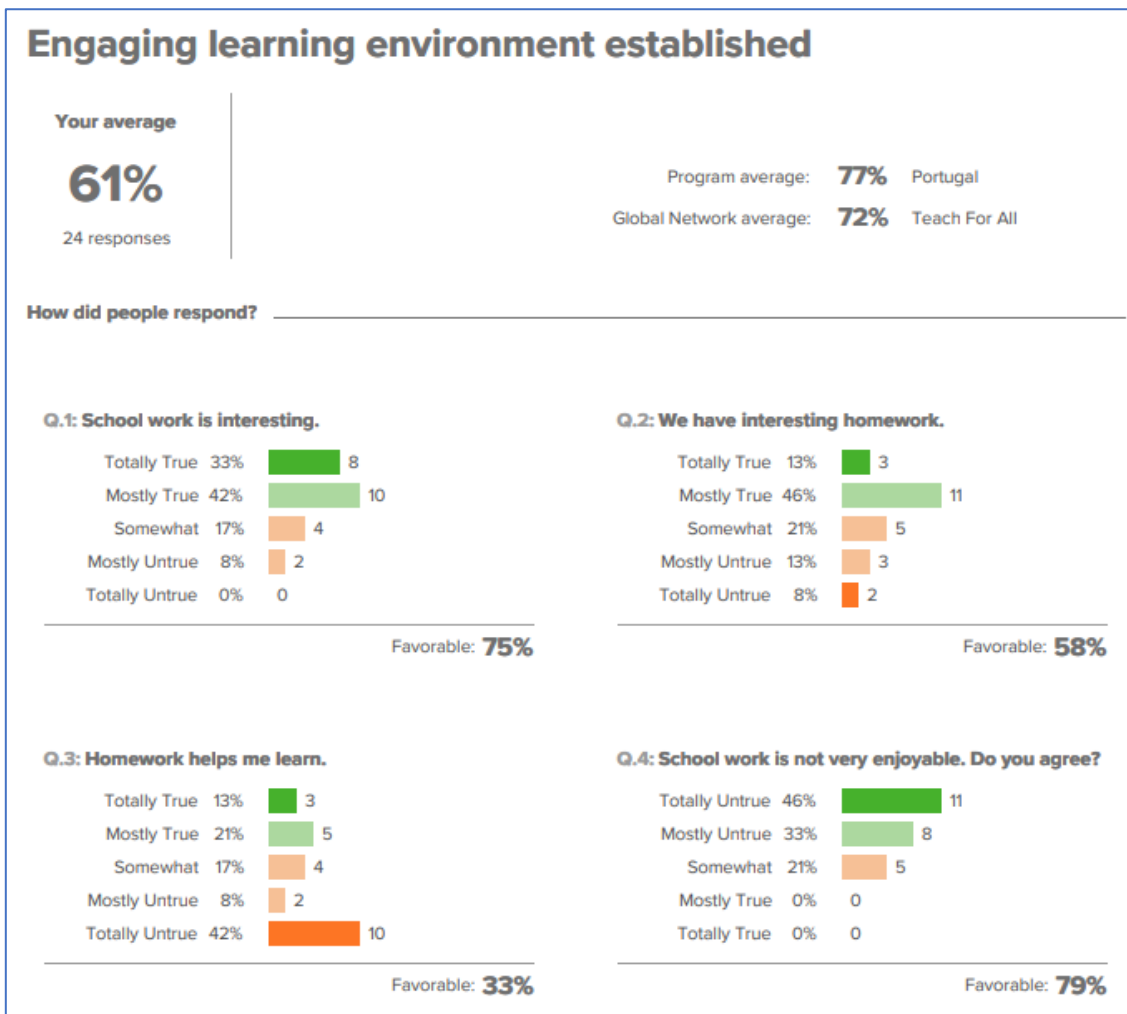 Engaging learning environment established
Your average
61%
24 responses
Program average: 77% Portugal
Global Network average: 72% Teach For All
How did people respond?
Q.1: School work is interesting.
Totally True 33% 8
Mostly True 42% 10
Somewhat 17% 4
Mostly Untrue 8% 2
Totally Untrue 0% 0
Favorable: 75%
Q.2: We have interesting homework.
Totally True 13% 3
Mostly True 46% 11
Somewhat 21% 5
Mostly Untrue 13% 3
Totally Untrue 8% 2
Favorable: 58%
Q.3: Homework helps me learn.
Totally True 13% 3
Mostly True 21% 5
Somewhat 17% 4
Mostly Untrue 8% 2
Totally Untrue 42% 10
Favorable: 33%
Q.4: School work is not very enjoyable. Do you agree?
Totally Untrue 46% 11
Mostly Untrue 33% 8
Somewhat 21% 5
Mostly True 0% 0
Totally True 0% 0
Favorable: 79%